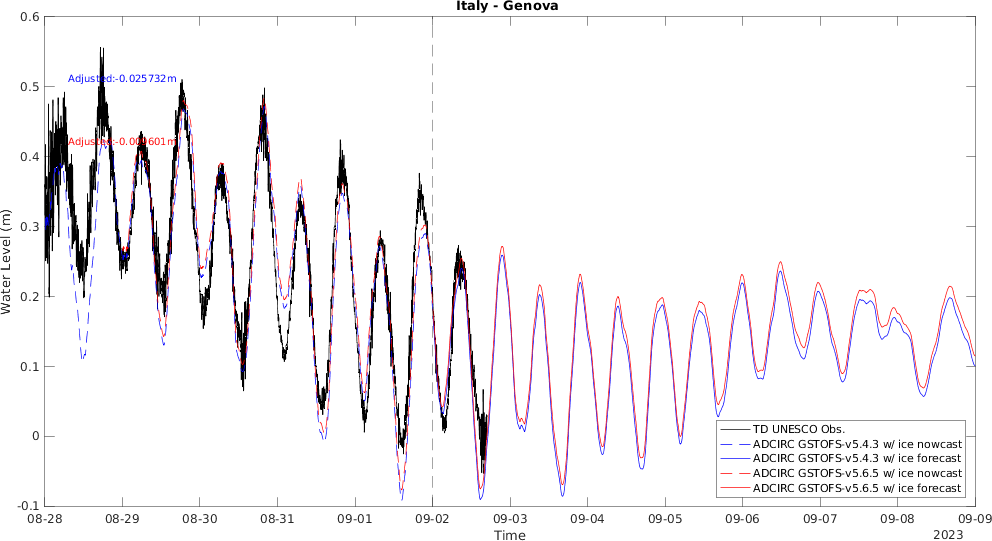 Italy - Genova
0.6
0.5
0.4
0.3
0.2
0.1
0
-0.1
Water Level (m)
Adjusted:-0.025732m
Adjusted:-0.009601m
TD UNESCO Obs.
ADCIRC GSTOFS-v5.4.3 w/ ice nowcast
ADCIRC GSTOFS-v5.4.3 w/ ice forecast
ADCIRC GSTOFS-v5.6.5 w/ ice nowcast
ADCIRC GSTOFS-v5.6.5 w/ ice forecast
08-28 08-29 08-30 08-31 09-01 09-02 09-03 09-04 09-05 09-06 09-07 09-08 09-09
Time
2023